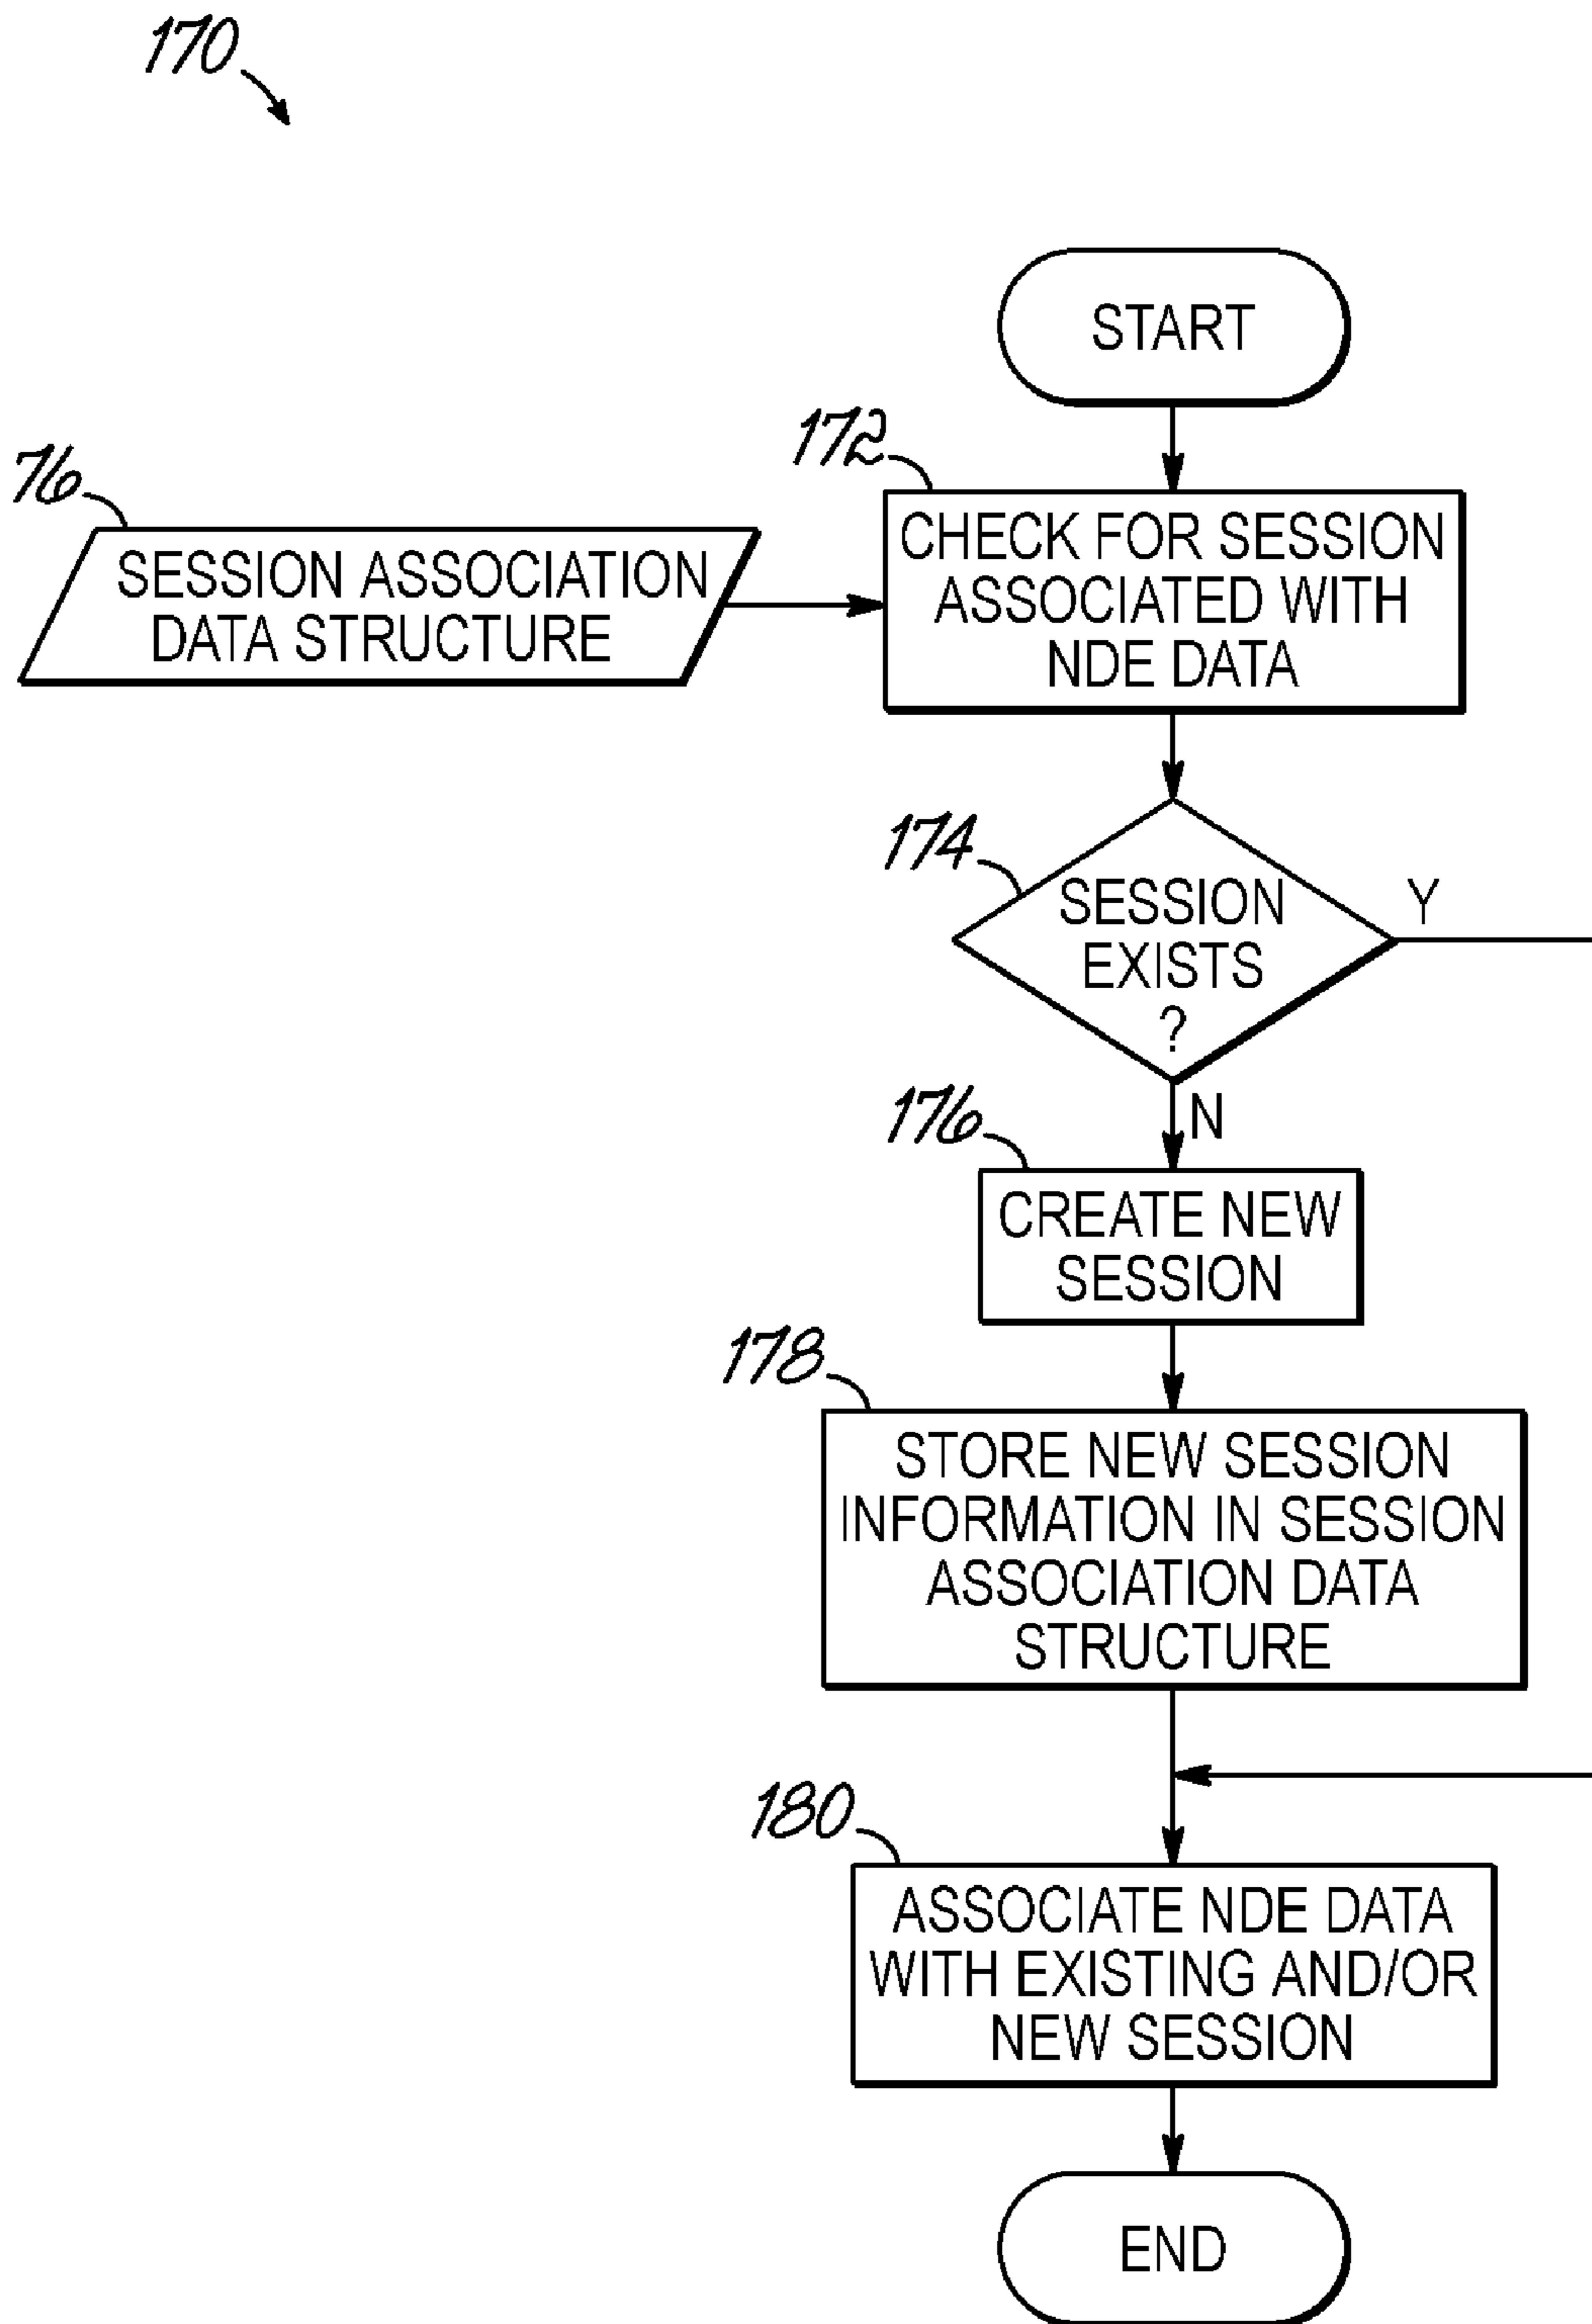 170
START
172
76
CHECK FOR SESSION
ASSOCIATED WITH
NDE DATA
SESSION ASSOCIATION
DATA STRUCTURE
174
SESSION
EXISTS
?
Y
N
176
CREATE NEW
SESSION
178
STORE NEW SESSION
INFORMATION IN SESSION
ASSOCIATION DATA
STRUCTURE
180
ASSOCIATE NDE DATA
WITH EXISTING AND/OR
NEW SESSION
END